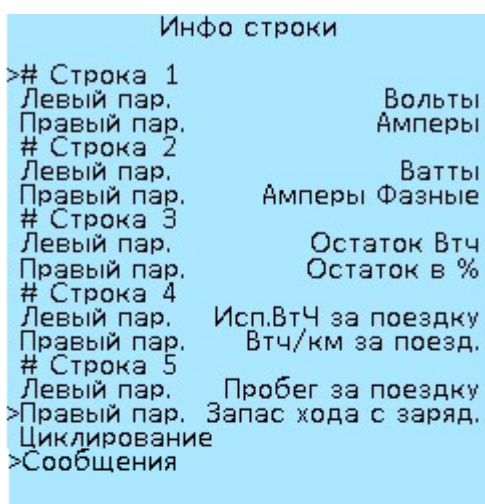 Инфо строки
># Строка 1
Левый пар. Вольты
Правый пар. Амперы
# Строка 2
Левый пар. Ватты
Правый пар. Амперы Фазные
# Строка 3
Левый пар. Остаток Втч
Правый пар. Остаток в %
# Строка 4
Левый пар. Исп.ВтЧ за поездку
Правый пар. Втч/км за поезд.
# Строка 5
Левый пар. Пробег за поездку
>Правый пар. Запас хода с заряд.
Циклирование
>Сообщения